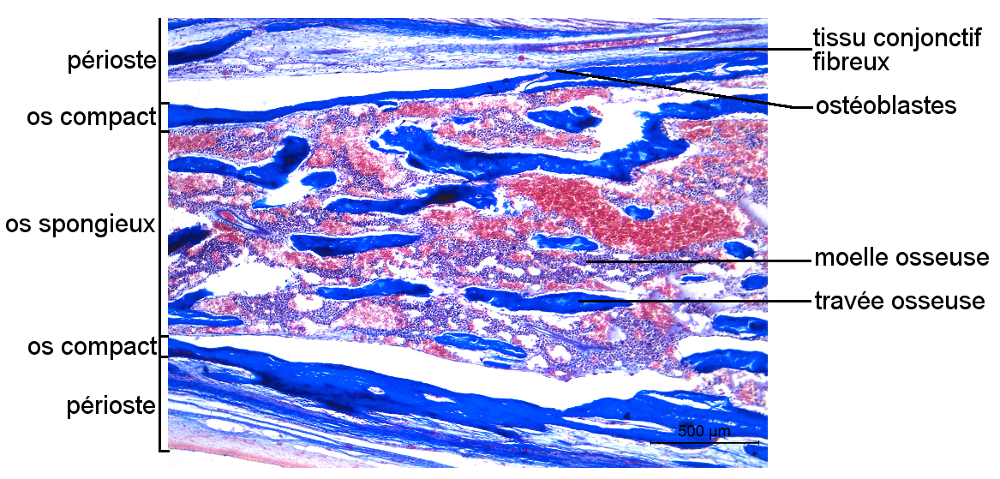 périoste
os compact
os spongieux
os compact
périoste
tissu conjonctif
fibreux
ostéoblastes
moelle osseuse
travée osseuse
500 µm